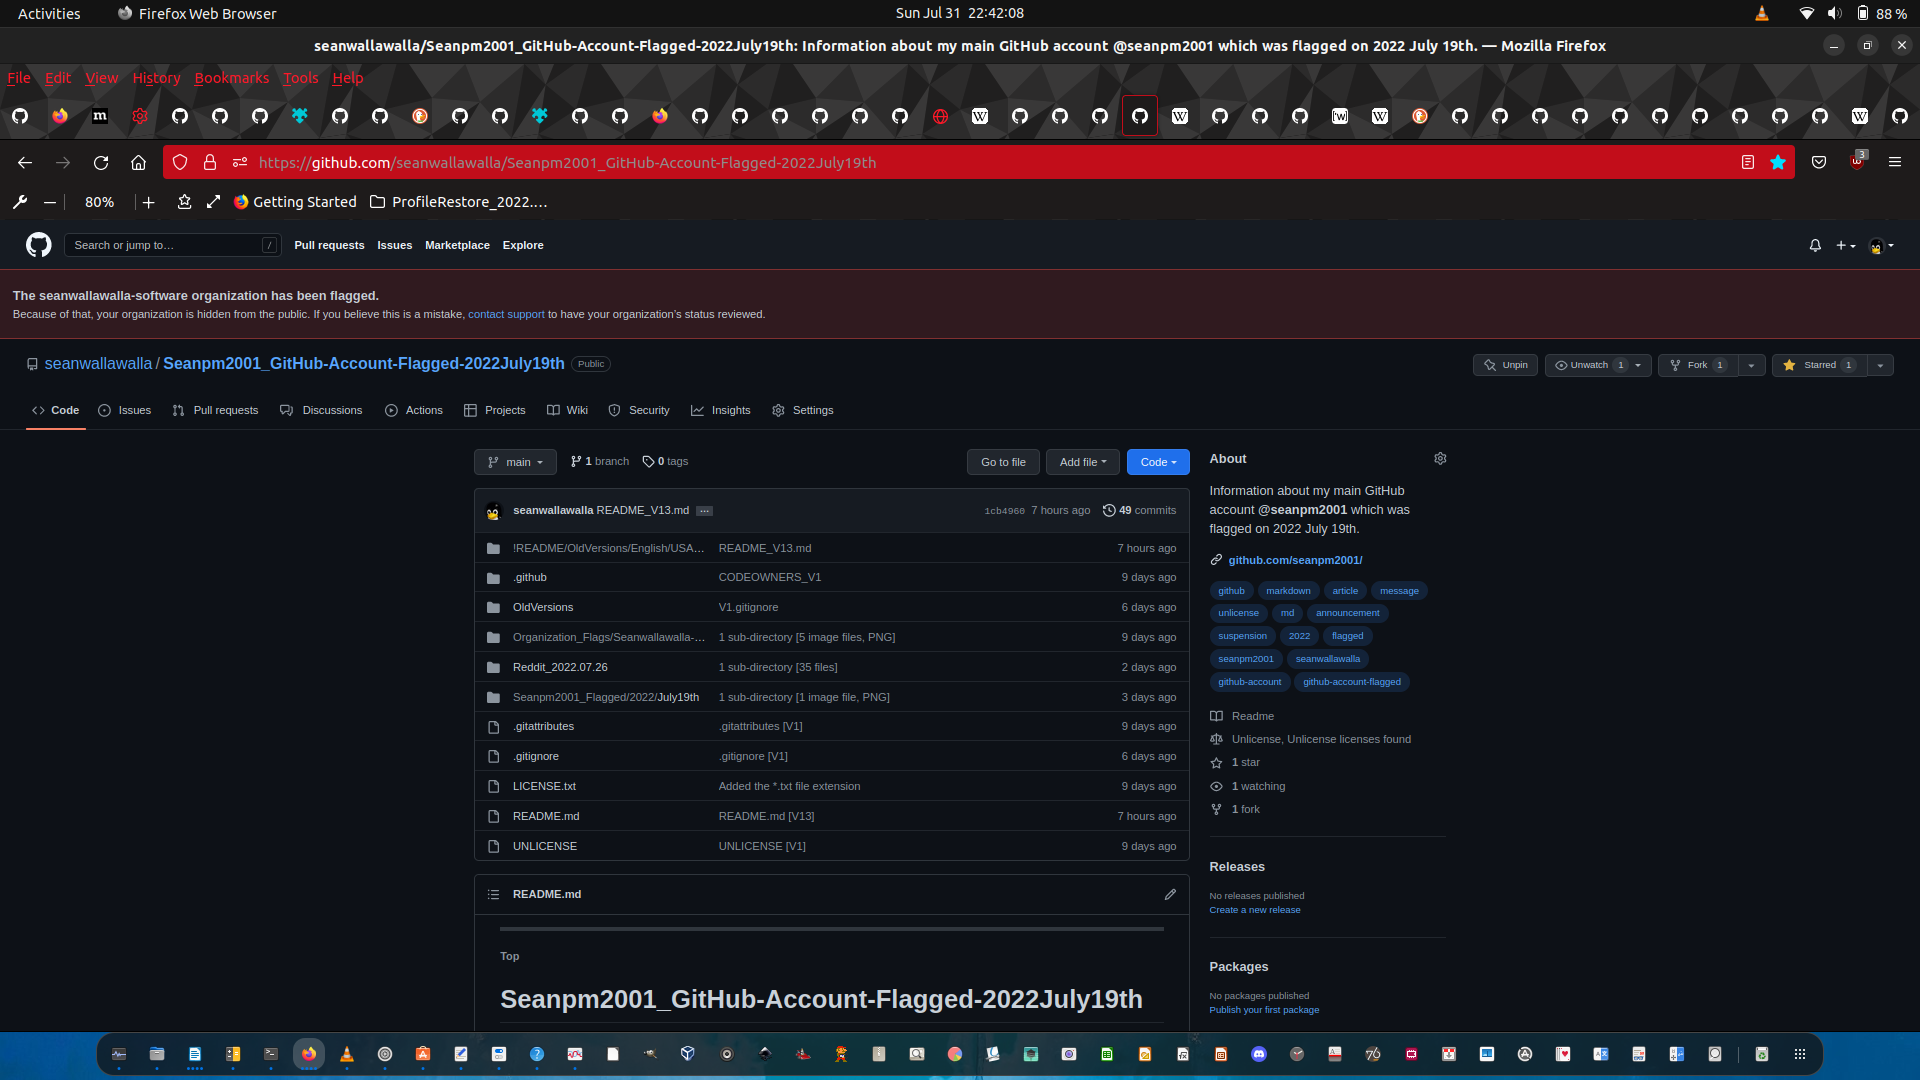 Activities
Firefox Web Browser
Sun Jul 31 22:42:08
88 %
seanwallawalla/Seanpm2001_GitHub-Account-Flagged-2022July19th: Information about my main GitHub account @seanpm2001 which was flagged on 2022 July 19th. — Mozilla Firefox
File Edit View History Bookmarks Tools Help
https://github.com/seanwallawalla/Seanpm2001_GitHub-Account-Flagged-2022July19th
3
80%
Getting Started
ProfileRestore_2022....
Search or jump to...
/
Pull requests Issues Marketplace Explore
The seanwallawalla-software organization has been flagged.
Because of that, your organization is hidden from the public. If you believe this is a mistake, contact support to have your organization's status reviewed.
seanwallawalla / Seanpm2001_GitHub-Account-Flagged-2022July19th Public
Unpin
Unwatch 1
Fork 1
Starred 1
Code Issues Pull requests Discussions Actions Projects Wiki Security Insights Settings
main
1 branch
0 tags
Go to file
Add file
Code
seanwallawalla README_V13.md ...
1cb4960 7 hours ago
49 commits
!README/OldVersions/English/USA... README_V13.md 7 hours ago
.github CODEOWNERS_V1 9 days ago
OldVersions V1.gitignore 6 days ago
Organization_Flags/Seanwallawalla-... 1 sub-directory [5 image files, PNG] 9 days ago
Reddit_2022.07.26 1 sub-directory [35 files] 2 days ago
Seanpm2001_Flagged/2022/July19th 1 sub-directory [1 image file, PNG] 3 days ago
.gitattributes .gitattributes [V1] 9 days ago
.gitignore .gitignore [V1] 6 days ago
LICENSE.txt Added the *.txt file extension 9 days ago
README.md README.md [V13] 7 hours ago
UNLICENSE UNLICENSE [V1] 9 days ago
README.md
Top
Seanpm2001_GitHub-Account-Flagged-2022July19th
About
Information about my main GitHub
account @seanpm2001 which was
flagged on 2022 July 19th.
github.com/seanpm2001/
github markdown article message
unlicense md announcement
suspension 2022 flagged
seanpm2001 seanwallawalla
github-account github-account-flagged
Readme
Unlicense, Unlicense licenses found
1 star
1 watching
1 fork
Releases
No releases published
Create a new release
Packages
No packages published
Publish your first package